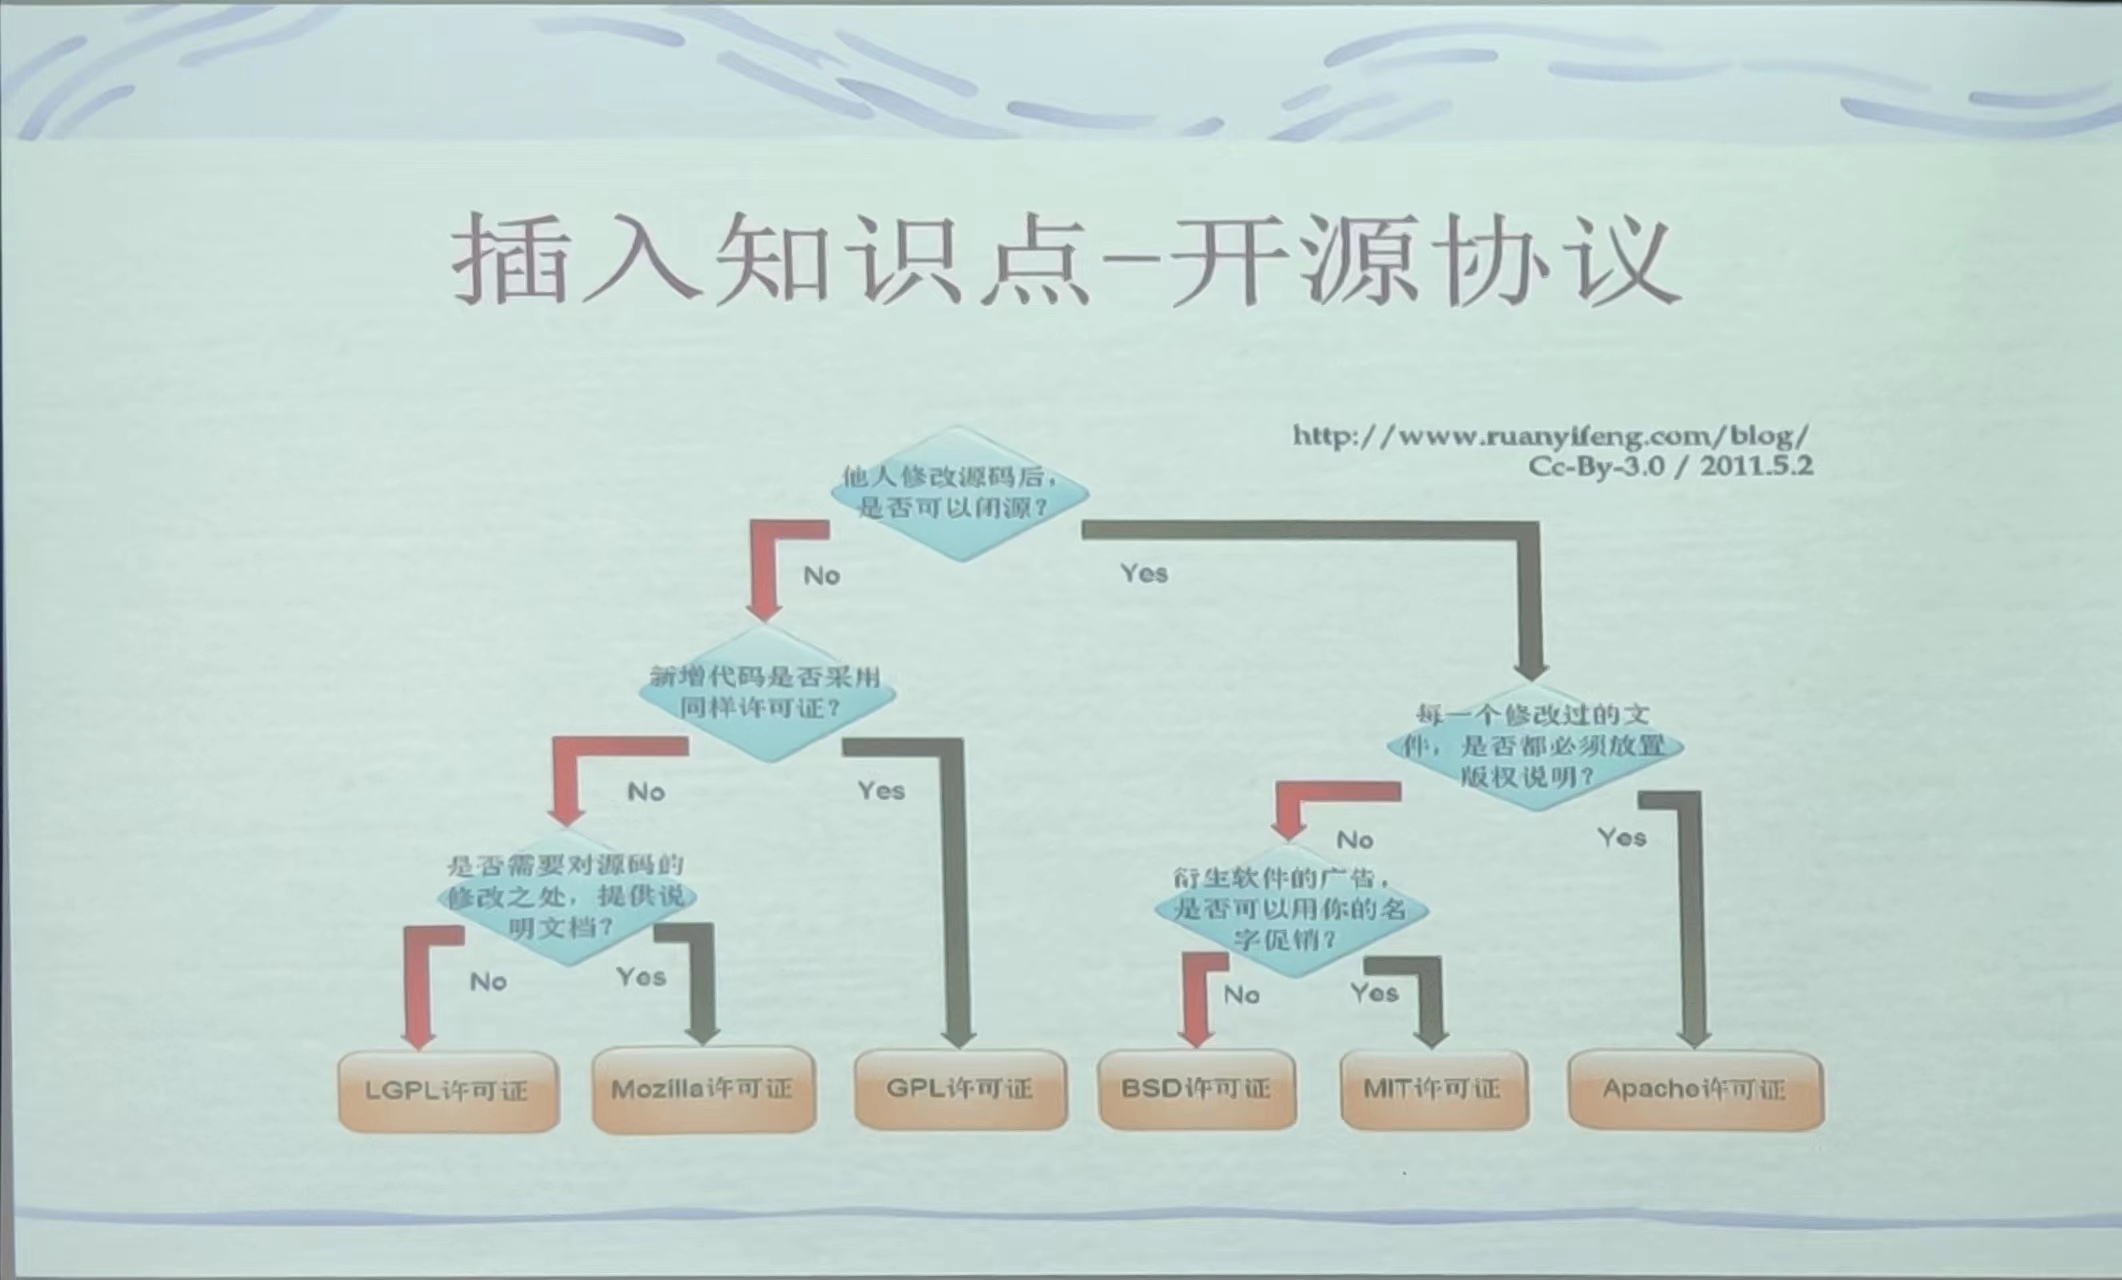 插入知识点-开源协议
http://www.ruanyifeng.com/blog/
Cc-By-3.0 / 2011.5.2
他人修改源码后，
是否可以闭源？
No
Yes
新增代码是否采用
同样许可证？
No
Yes
每一个修改过的文
件，是否都必须放置
版权说明？
No
Yes
是否需要对源码的
修改之处，提供说
明文档？
No
Yes
衍生软件的广告，
是否可以用你的名
字促销？
No
Yes
LGPL许可证
Mozilla许可证
GPL许可证
BSD许可证
MIT许可证
Apache许可证